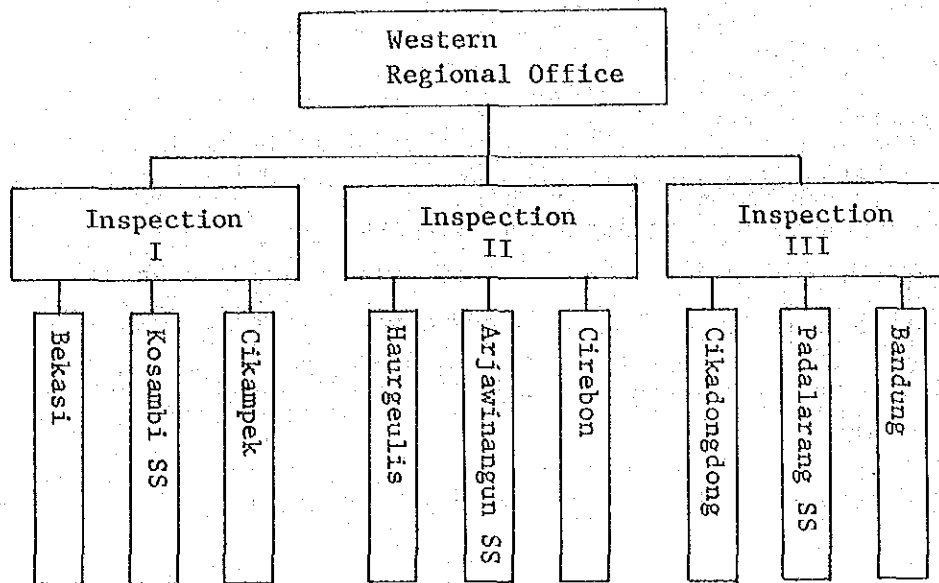 Western
Regional Office
Inspection
I
Inspection
II
Inspection
III
Bekasi
Kosambi SS
Cikampek
Haurgeulis
Arjawinangun SS
Cirebon
Cikadongdong
Padalarang SS
Bandung